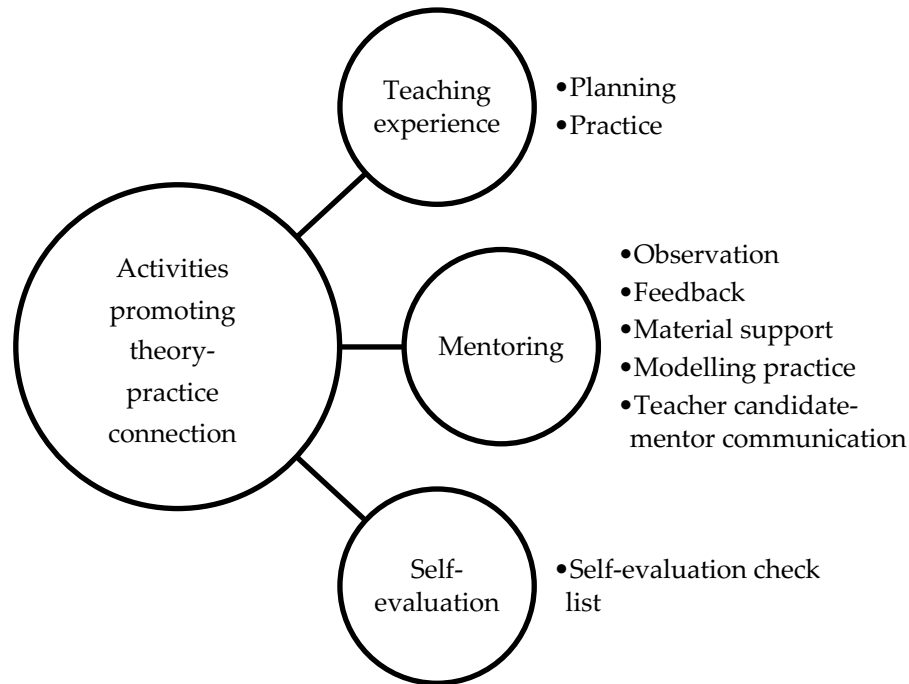 Teaching
experience
•Planning
•Practice
Activities
promoting
theory-
practice
connection
Mentoring
•Observation
•Feedback
•Material support
•Modelling practice
•Teacher candidate-
mentor communication
Self-
evaluation
•Self-evaluation check
list